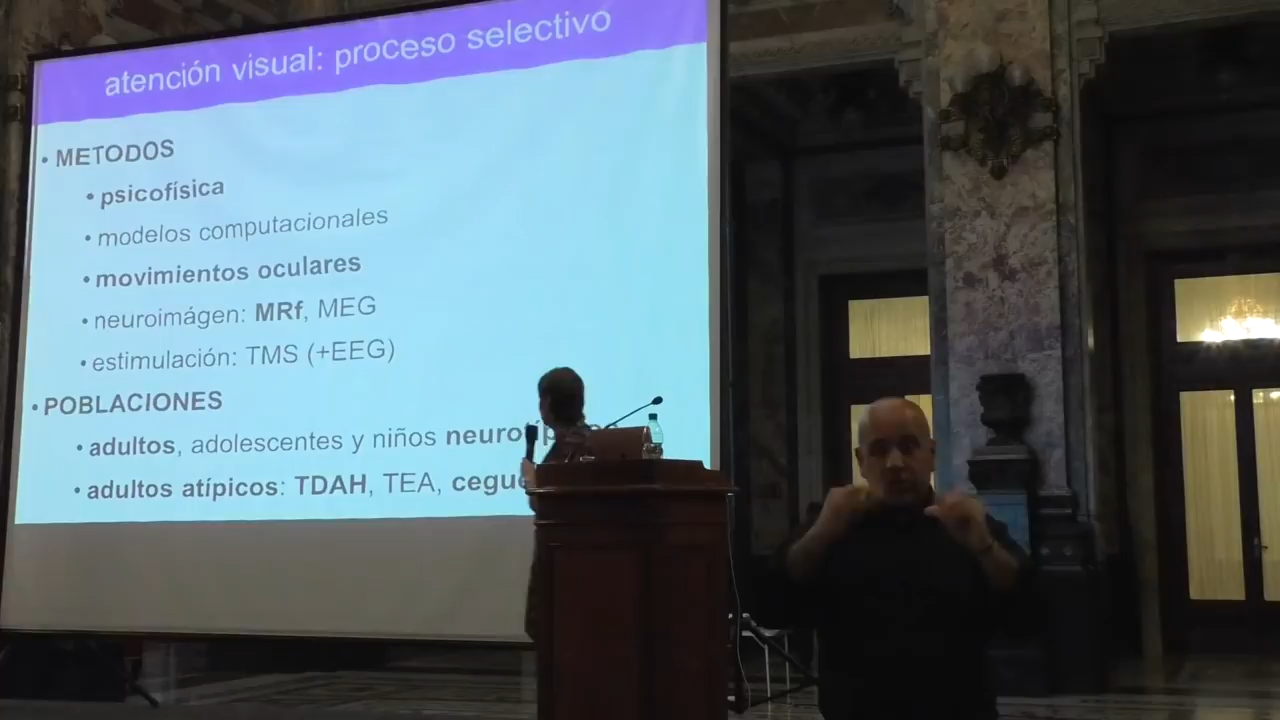 atención visual: proceso selectivo
• METODOS
• psicofísica
• modelos computacionales
• movimientos oculares
• neuroimágen: MRf, MEG
• estimulación: TMS (+EEG)
• POBLACIONES
• adultos, adolescentes y niños
• adultos atípicos: TDAH, TEA,